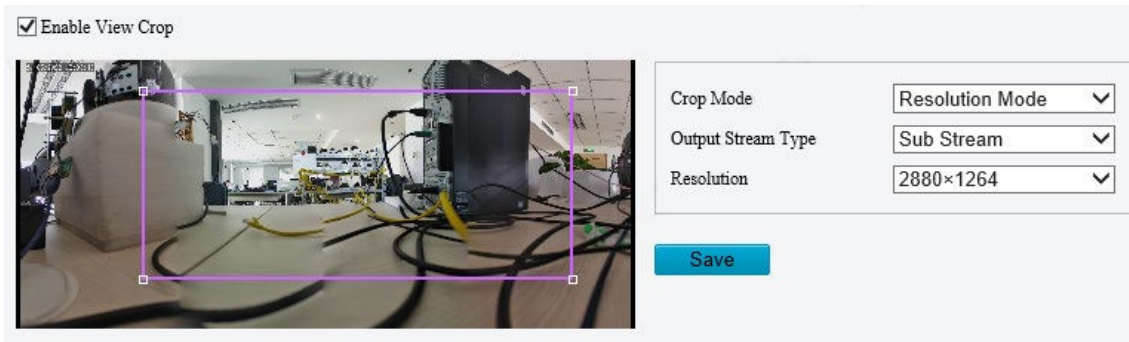 Enable View Crop
Crop Mode
Resolution Mode
Output Stream Type
Sub Stream
Resolution
2880×1264
Save